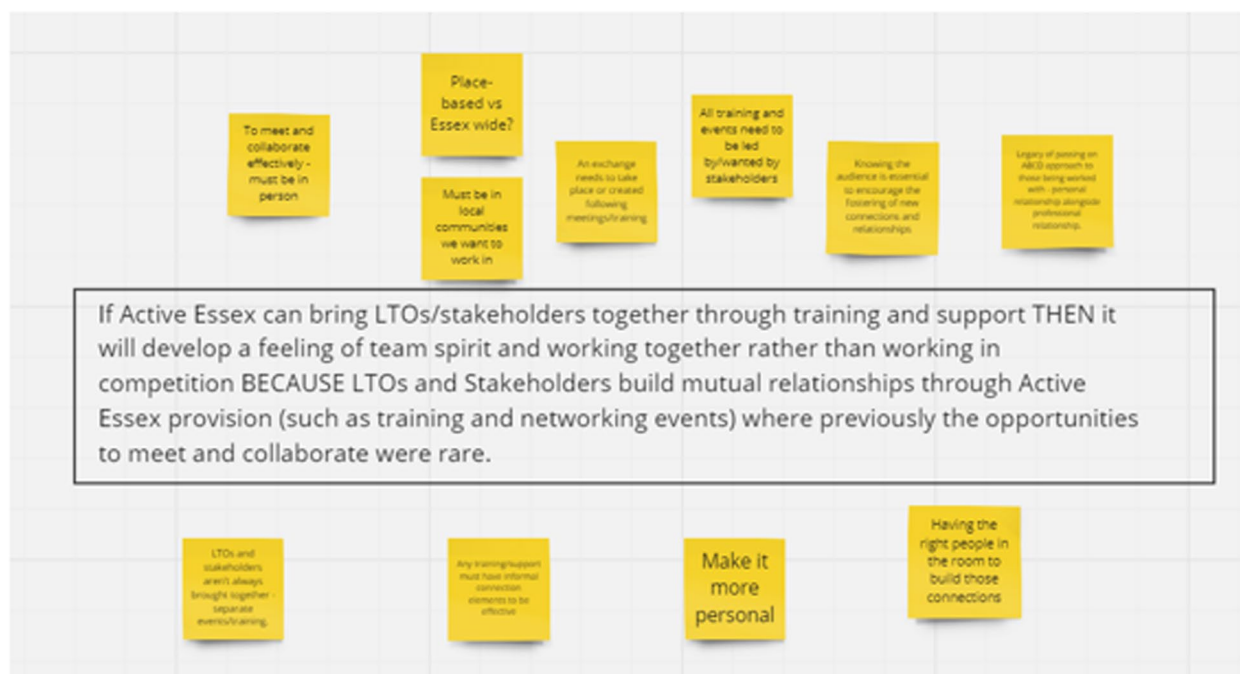 To meet and
collaborate
effectively -
must be in
person
Place-
based vs
Essex wide?
Must be in
local
communities
we want to
work in
An exchange
needs to take
place or created
following
meetings/training
All training and
events need to
be led
by/wanted by
stakeholders
Knowing the
audience is essential
to encourage the
fostering of new
connections and
relationships
Legacy of passing on
ABCD approach to
those being worked
with - personal
relationship alongside
professional
relationship.
If Active Essex can bring LTOs/stakeholders together through training and support THEN it
will develop a feeling of team spirit and working together rather than working in
competition BECAUSE LTOs and Stakeholders build mutual relationships through Active
Essex provision (such as training and networking events) where previously the opportunities
to meet and collaborate were rare.
LTOs and
stakeholders
aren't always
brought together -
separate
events/training.
Any training/support
must have informal
connection
elements to be
effective
Make it
more
personal
Having the
right people in
the room to
build those
connections